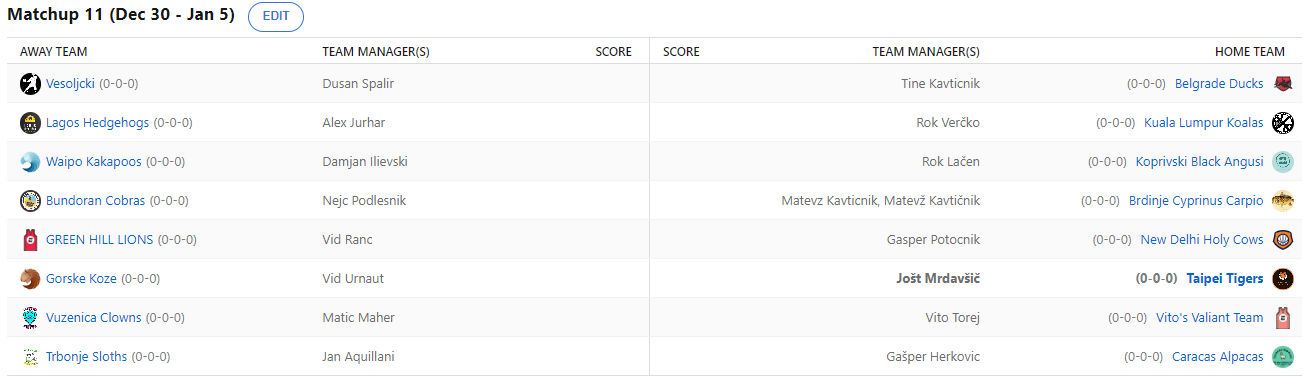 Matchup 11 (Dec 30 - Jan 5) EDIT
AWAY TEAM TEAM MANAGER(S) SCORE SCORE TEAM MANAGER(S) HOME TEAM
Vesoljcki (0-0-0) Dusan Spalir Tine Kavticnik (0-0-0) Belgrade Ducks
Lagos Hedgehogs (0-0-0) Alex Jurhar Rok Verčko (0-0-0) Kuala Lumpur Koalas
Waipo Kakapoos (0-0-0) Damjan Ilievski Rok Lačen (0-0-0) Koprivski Black Angusi
Bundoran Cobras (0-0-0) Nejc Podlesnik Matevz Kavticnik, Matevž Kavtičnik (0-0-0) Brdinje Cyprinus Carpio
GREEN HILL LIONS (0-0-0) Vid Ranc Gasper Potocnik (0-0-0) New Delhi Holy Cows
Gorske Koze (0-0-0) Vid Urnaut Jošt Mrdavšič (0-0-0) Taipei Tigers
Vuzenica Clowns (0-0-0) Matic Maher Vito Torej (0-0-0) Vito's Valiant Team
Trbonje Sloths (0-0-0) Jan Aquillani Gašper Herkovic (0-0-0) Caracas Alpacas